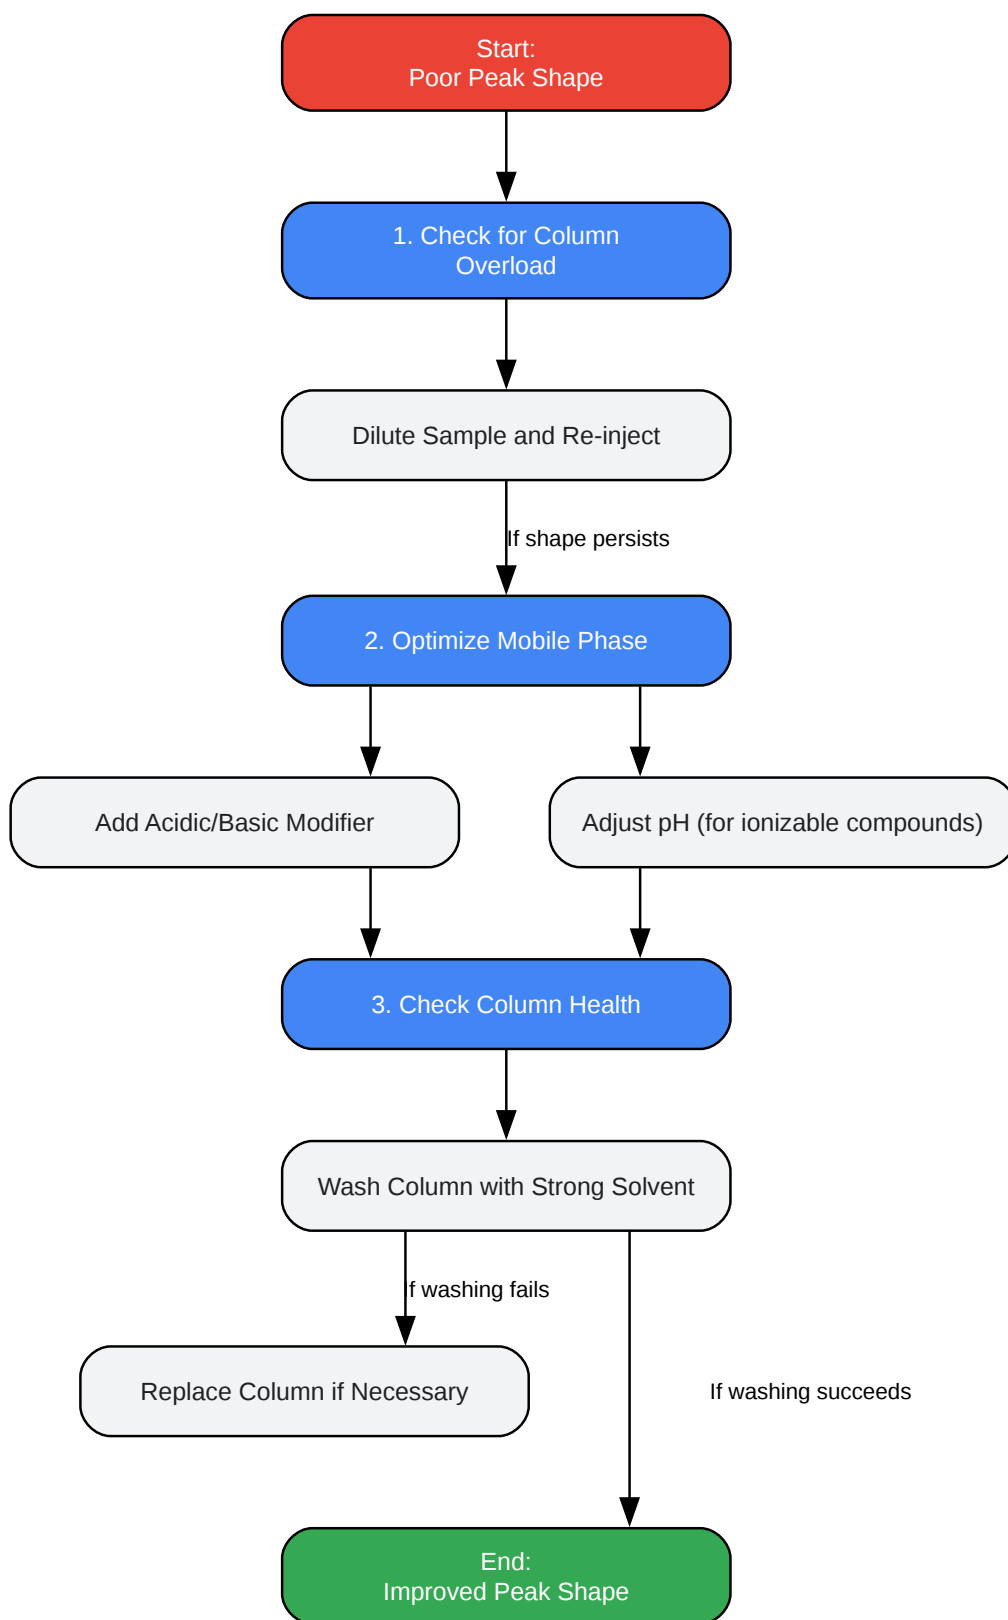 Start:
Poor Peak Shape
1. Check for Column
Overload
Dilute Sample and Re-inject
If shape persists
2. Optimize Mobile Phase
Add Acidic/Basic Modifier
Adjust pH (for ionizable compounds)
3. Check Column Health
Wash Column with Strong Solvent
If washing fails
Replace Column if Necessary
If washing succeeds
End:
Improved Peak Shape